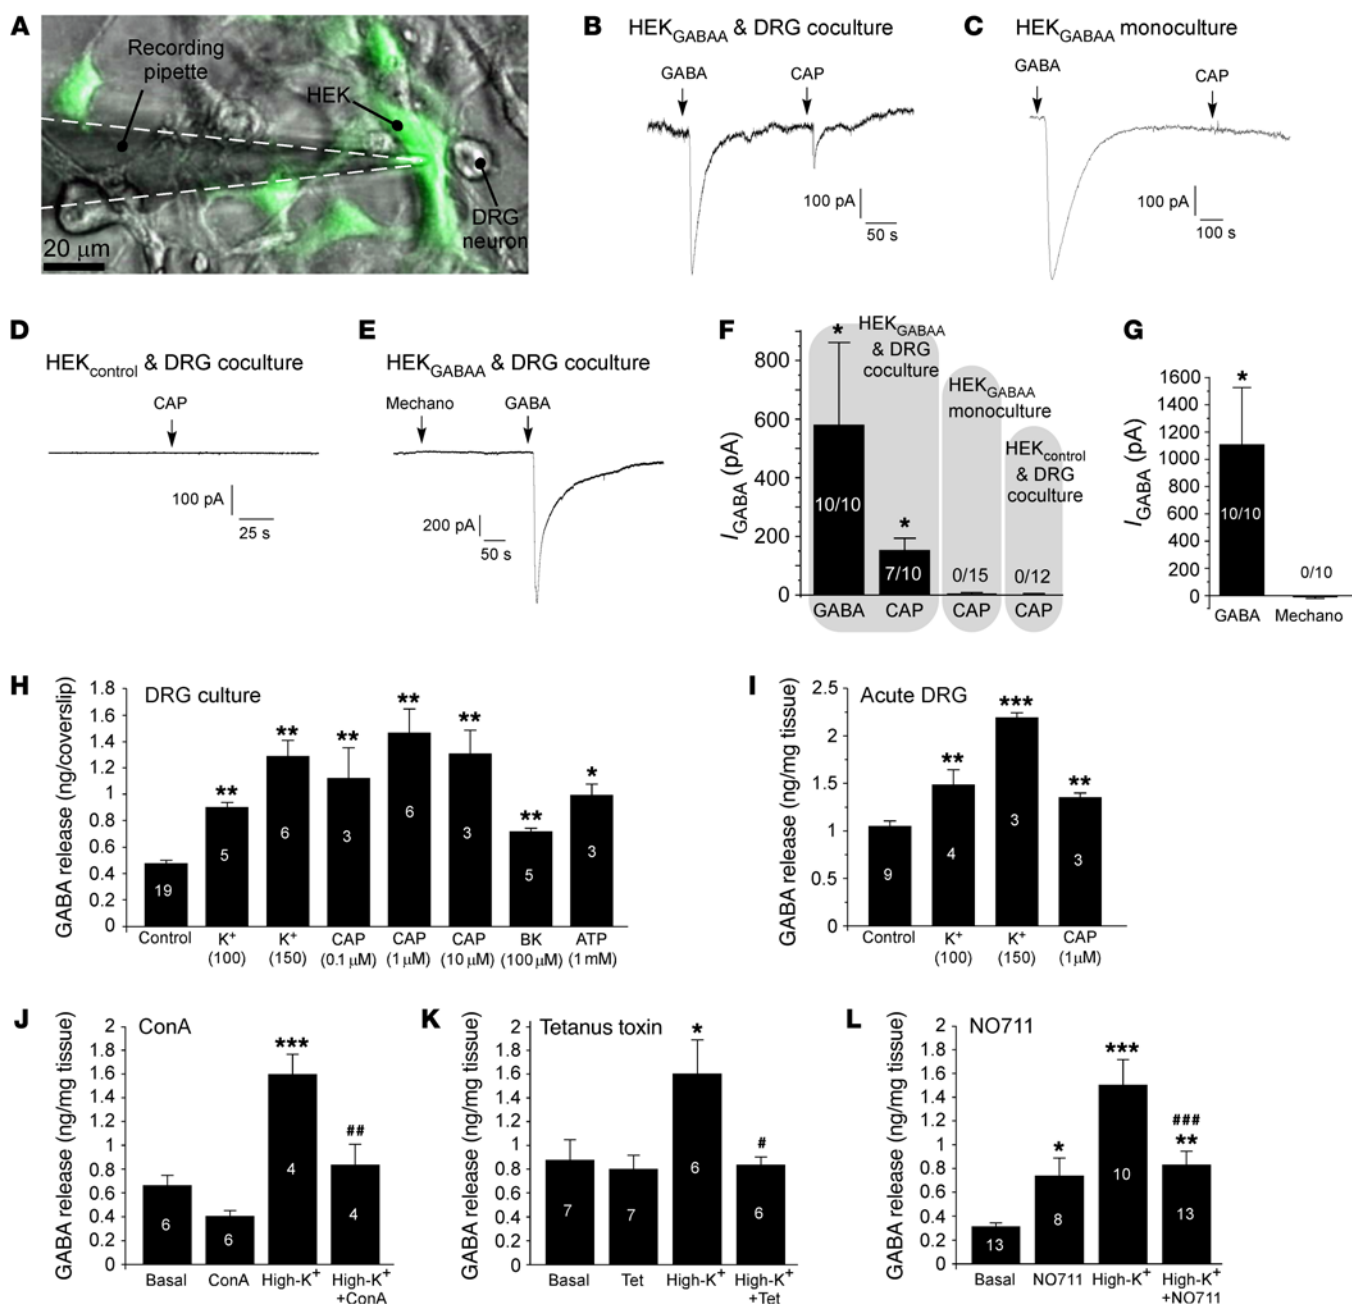 A
Recording
pipette
HEK
DRG
neuron
20 μm
B
HEK_GABAA & DRG coculture
GABA
CAP
100 pA
50 s
C
HEK_GABAA monoculture
GABA
CAP
100 pA
100 s
D
HEK_control & DRG coculture
CAP
100 pA
25 s
E
HEK_GABAA & DRG coculture
Mechano
GABA
200 pA
50 s
F
I_GABA (pA)
800
600
400
200
0
*
*
10/10
7/10
0/15
0/12
HEK_GABAA
& DRG
coculture
HEK_GABAA
monoculture
HEK_control
& DRG
coculture
GABA
CAP
CAP
CAP
G
I_GABA (pA)
1600
1400
1200
1000
800
600
400
200
0
*
10/10
0/10
GABA
Mechano
H
DRG culture
GABA release (ng/coverslip)
1.8
1.6
1.4
1.2
1
0.8
0.6
0.4
0.2
0
** ** ** ** ** ** *
19 5 6 3 6 3 5 3
Control K⁺ K⁺ CAP CAP CAP BK ATP
(100) (150) (0.1 μM) (1 μM) (10 μM) (100 μM) (1 mM)
I
Acute DRG
GABA release (ng/mg tissue)
2.5
2
1.5
1
0.5
0
** *** **
9 4 3 3
Control K⁺ K⁺ CAP
(100) (150) (1μM)
J
ConA
GABA release (ng/mg tissue)
2
1.8
1.6
1.4
1.2
1
0.8
0.6
0.4
0.2
0
***
##
6 6 4 4
Basal ConA High-K⁺ High-K⁺
+ConA
K
Tetanus toxin
GABA release (ng/mg tissue)
2
1.8
1.6
1.4
1.2
1
0.8
0.6
0.4
0.2
0
*
#
7 7 6 6
Basal Tet High-K⁺ High-K⁺
+Tet
L
NO711
GABA release (ng/mg tissue)
2
1.8
1.6
1.4
1.2
1
0.8
0.6
0.4
0.2
0
***
###
* **
13 8 10 13
Basal NO711 High-K⁺ High-K⁺
+NO711